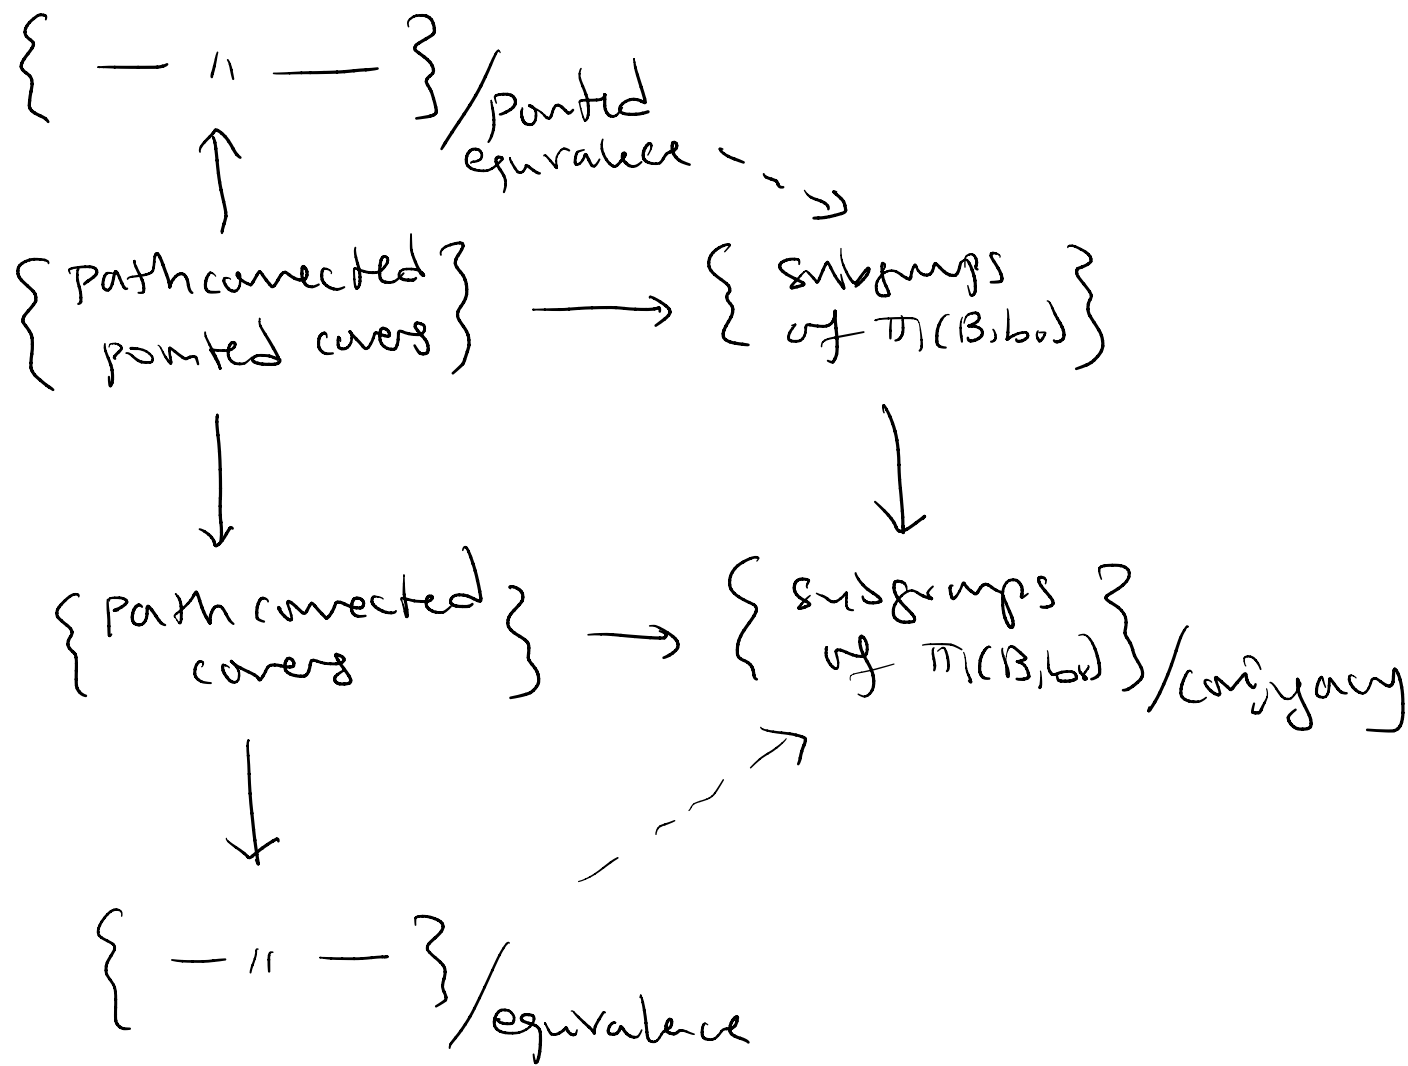 { — " — } / pointed
equivalence
{ path connected
pointed covers }
{ subgroups
of π1(B,b0) }
{ path connected
covers }
{ subgroups
of π1(B,b0) } / conjugacy
{ — " — } / equivalence